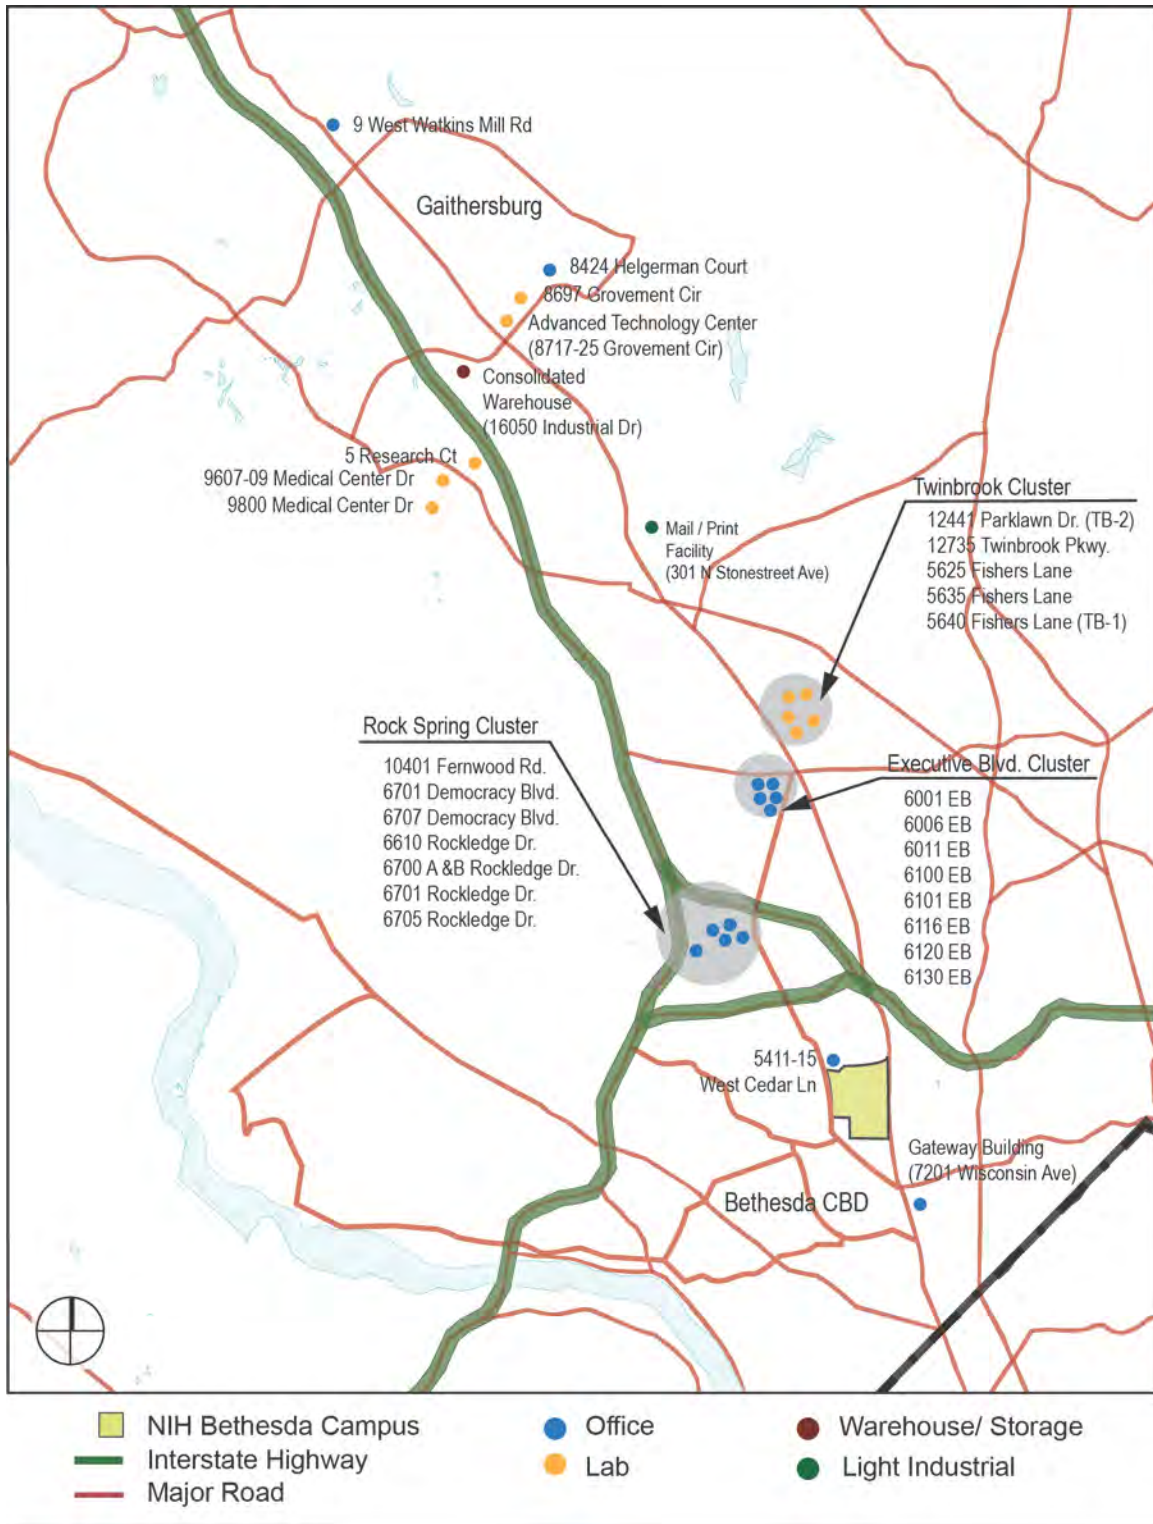 9 West Watkins Mill Rd
Gaithersburg
8424 Helgerman Court
8697 Grovement Cir
Advanced Technology Center
(8717-25 Grovement Cir)
Consolidated
Warehouse
(16050 Industrial Dr)
5 Research Ct
9607-09 Medical Center Dr
9800 Medical Center Dr
Mail / Print
Facility
(301 N Stonestreet Ave)
Twinbrook Cluster
12441 Parklawn Dr. (TB-2)
12735 Twinbrook Pkwy.
5625 Fishers Lane
5635 Fishers Lane
5640 Fishers Lane (TB-1)
Rock Spring Cluster
10401 Fernwood Rd.
6701 Democracy Blvd.
6707 Democracy Blvd.
6610 Rockledge Dr.
6700 A &B Rockledge Dr.
6701 Rockledge Dr.
6705 Rockledge Dr.
Executive Blvd. Cluster
6001 EB
6006 EB
6011 EB
6100 EB
6101 EB
6116 EB
6120 EB
6130 EB
5411-15
West Cedar Ln
Gateway Building
(7201 Wisconsin Ave)
Bethesda CBD
NIH Bethesda Campus
Interstate Highway
Major Road
Office
Lab
Warehouse/ Storage
Light Industrial